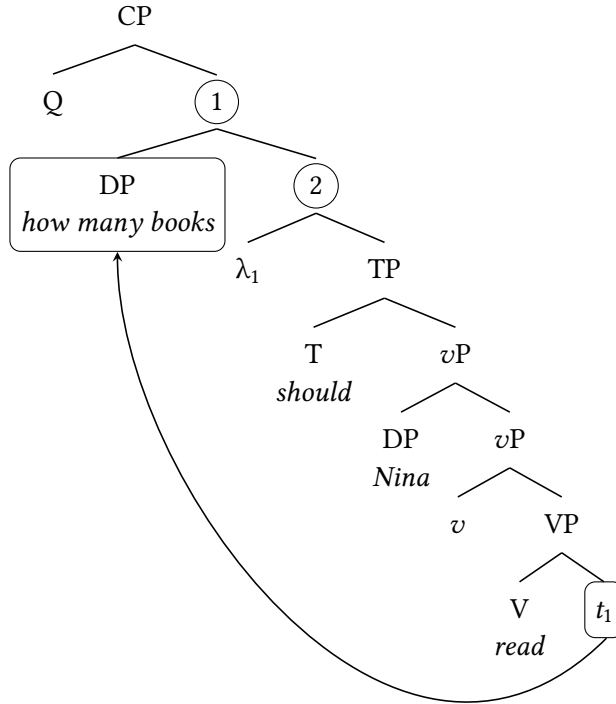 CP
Q
1
DP
how many books
2
λ₁
TP
T
should
vP
DP
Nina
vP
v
VP
V
read
t₁